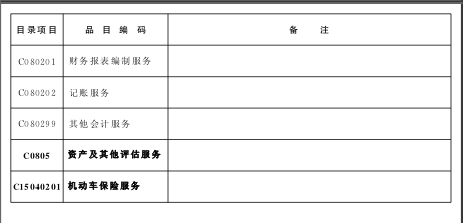 目录项目 品目编码 备注
C080201 财务报表编制服务
C080202 记账服务
C080299 其他会计服务
C0805 资产及其他评估服务
C15040201 机动车保险服务